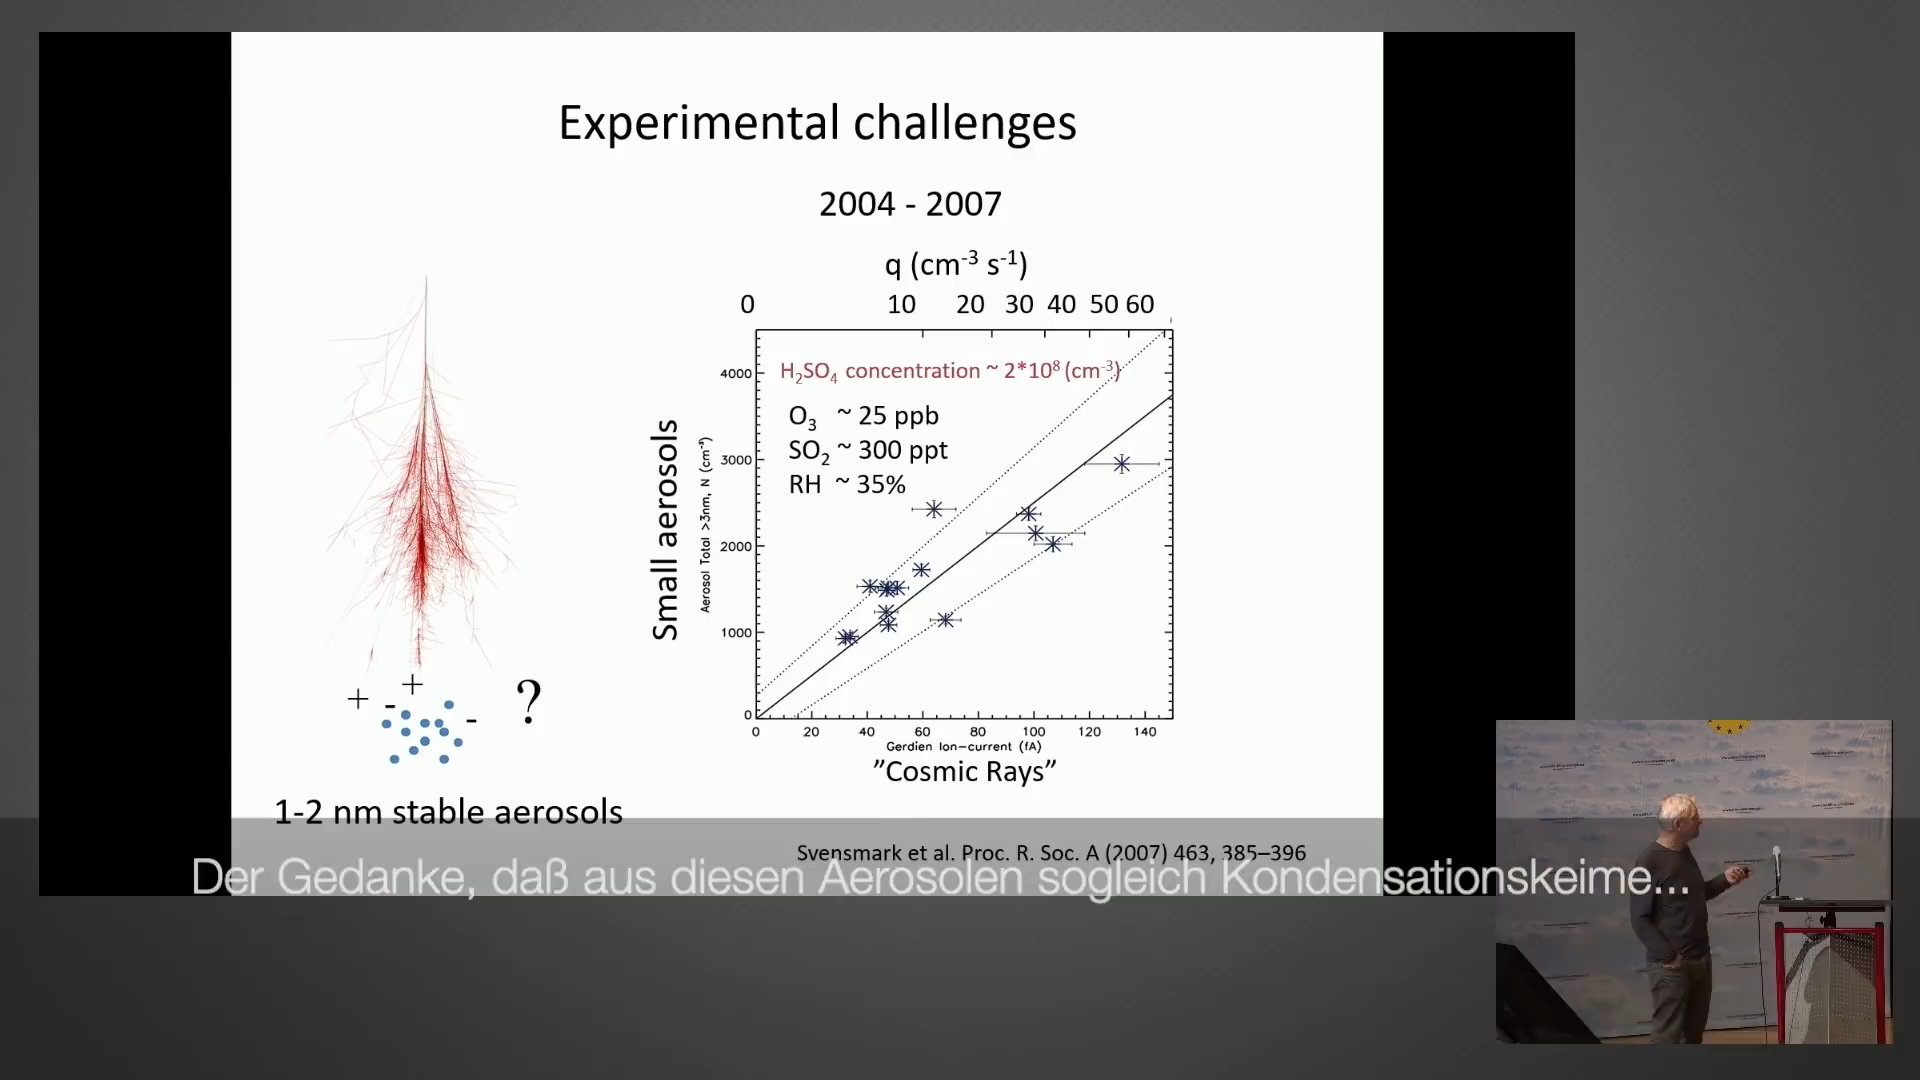 Experimental challenges
2004 - 2007
q (cm-3 s-1)
0 10 20 30 40 50 60
H2SO4 concentration ~ 2*10⁸ (cm-3)
O3 ~ 25 ppb
SO2 ~ 300 ppt
RH ~ 35%
4000
3000
2000
1000
0
Small aerosols
Aerosol Total >3nm, N (cm-3)
0 20 40 60 80 100 120 140
Gerdien Ion-current (fA)
"Cosmic Rays"
+ + - - ?
1-2 nm stable aerosols
Svensmark et al. Proc. R. Soc. A (2007) 463, 385–396
Der Gedanke, daß aus diesen Aerosolen sogleich Kondensationskeime...